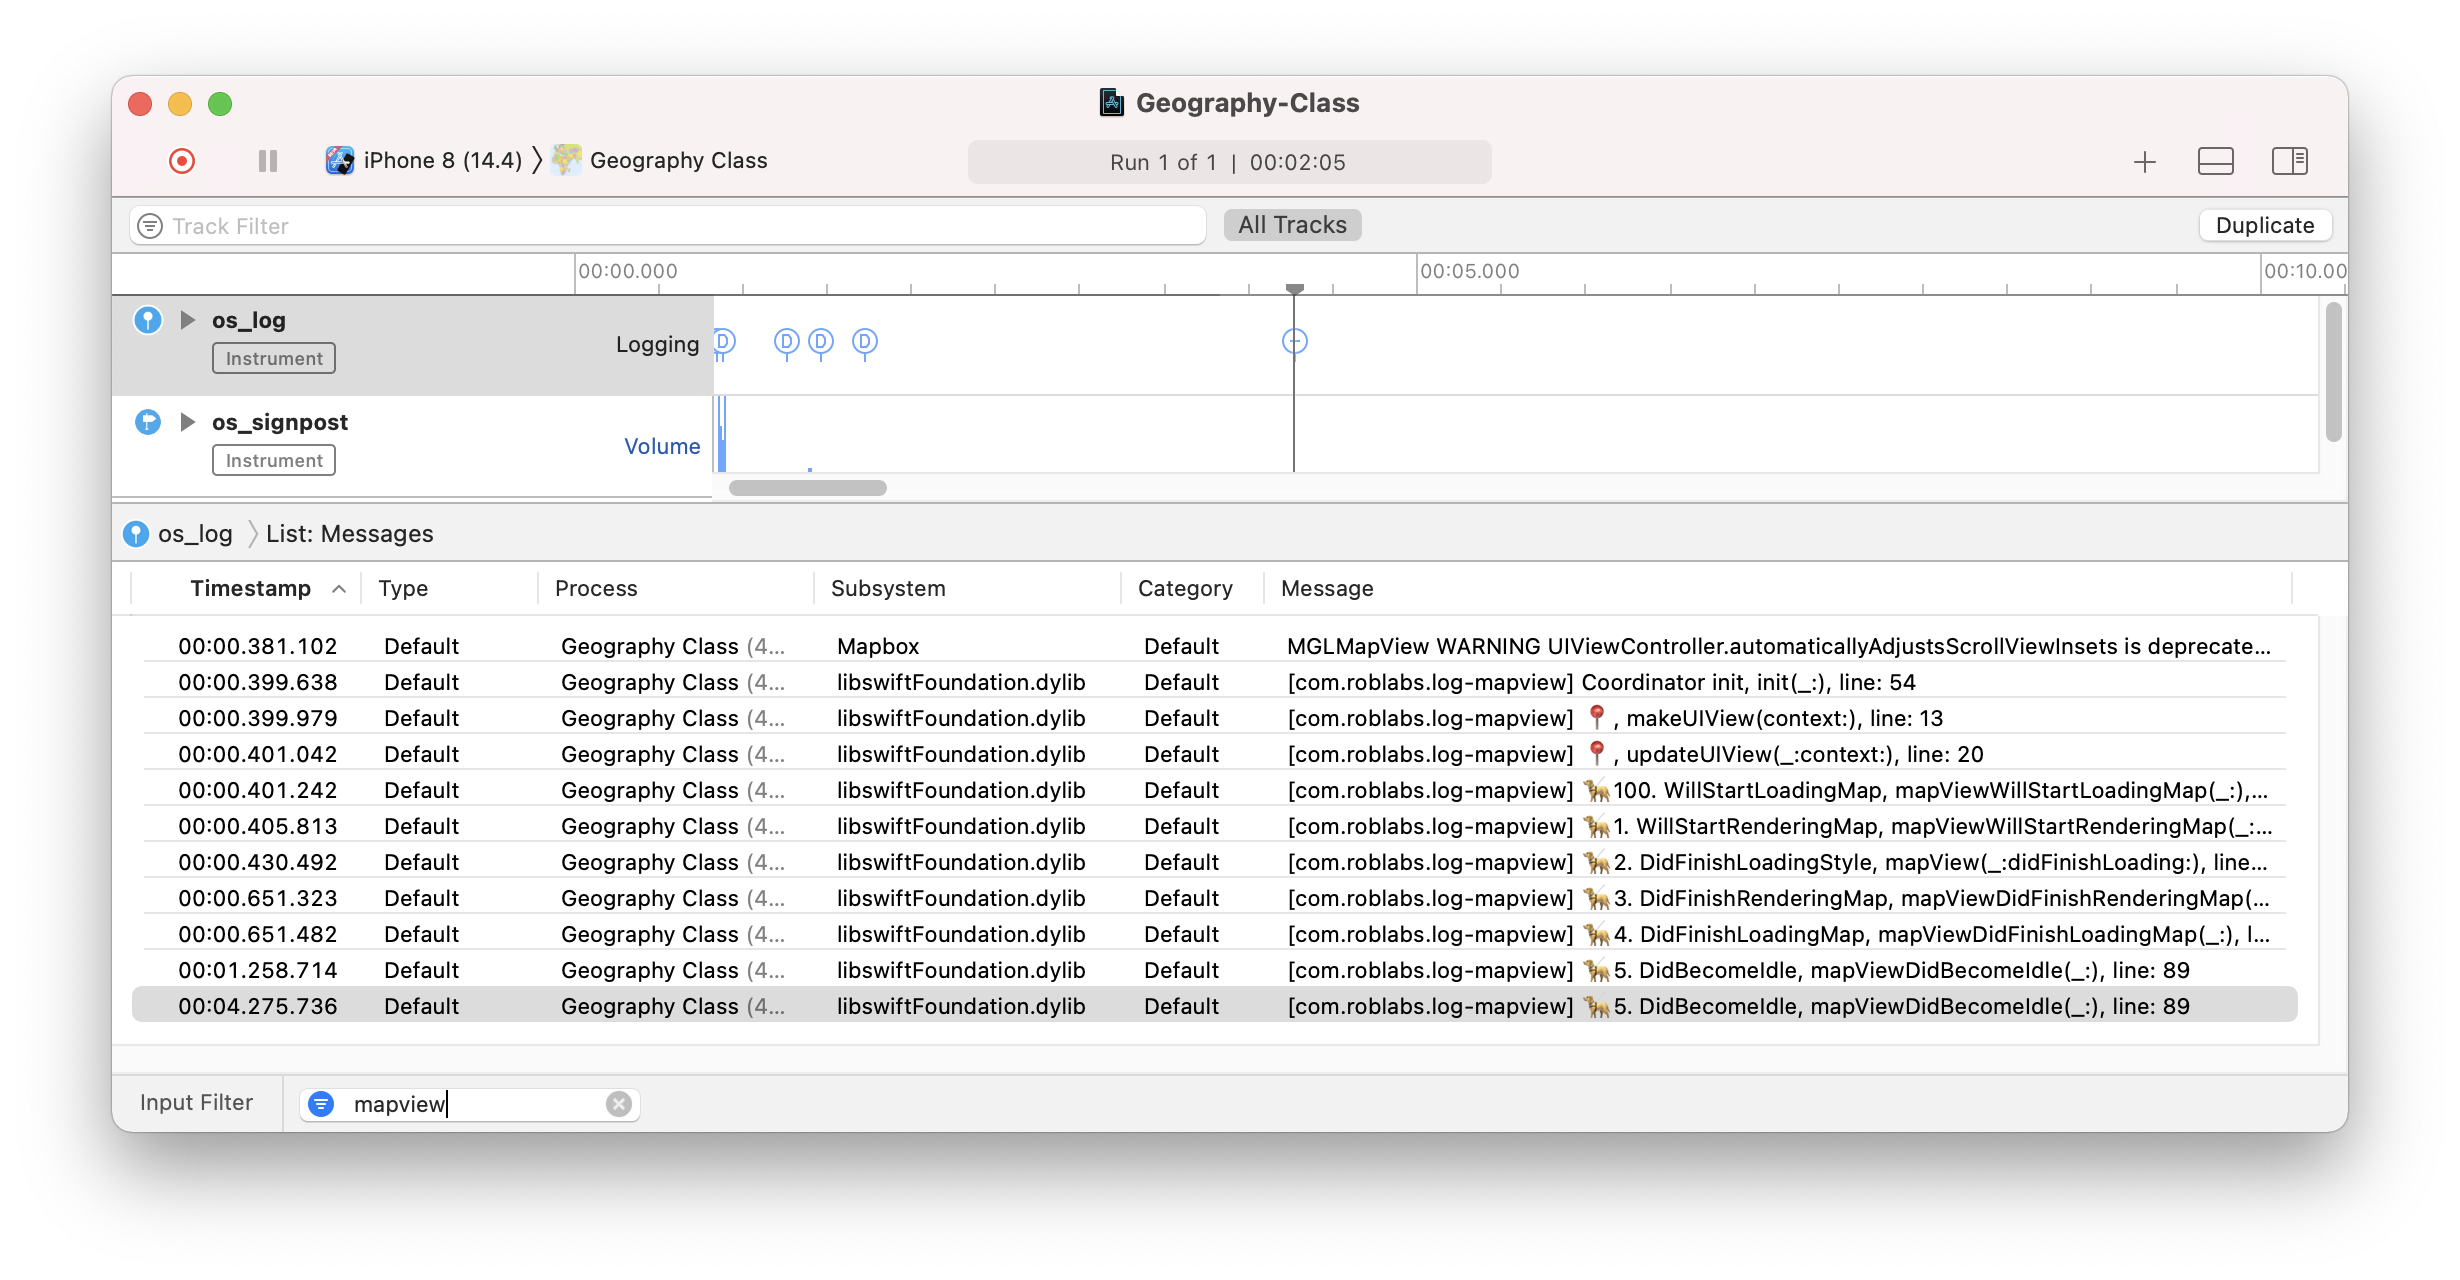 Geography-Class
iPhone 8 (14.4) 〉 Geography Class
Run 1 of 1 | 00:02:05
Track Filter
All Tracks
Duplicate
00:00.000 00:05.000 00:10.00
os_log
Instrument
Logging
D D D D
os_signpost
Instrument
Volume
os_log 〉 List: Messages
Timestamp Type Process Subsystem Category Message
00:00.381.102 Default Geography Class (4... Mapbox Default MGLMapView WARNING UIViewController.automaticallyAdjustsScrollViewInsets is deprecate...
00:00.399.638 Default Geography Class (4... libswiftFoundation.dylib Default [com.roblabs.log-mapview] Coordinator init, init(_:), line: 54
00:00.399.979 Default Geography Class (4... libswiftFoundation.dylib Default [com.roblabs.log-mapview] 📍, makeUIView(context:), line: 13
00:00.401.042 Default Geography Class (4... libswiftFoundation.dylib Default [com.roblabs.log-mapview] 📍, updateUIView(_:context:), line: 20
00:00.401.242 Default Geography Class (4... libswiftFoundation.dylib Default [com.roblabs.log-mapview] 🦮100. WillStartLoadingMap, mapViewWillStartLoadingMap(_:),...
00:00.405.813 Default Geography Class (4... libswiftFoundation.dylib Default [com.roblabs.log-mapview] 🦮1. WillStartRenderingMap, mapViewWillStartRenderingMap(_:...
00:00.430.492 Default Geography Class (4... libswiftFoundation.dylib Default [com.roblabs.log-mapview] 🦮2. DidFinishLoadingStyle, mapView(_:didFinishLoading:), line...
00:00.651.323 Default Geography Class (4... libswiftFoundation.dylib Default [com.roblabs.log-mapview] 🦮3. DidFinishRenderingMap, mapViewDidFinishRenderingMap(...
00:00.651.482 Default Geography Class (4... libswiftFoundation.dylib Default [com.roblabs.log-mapview] 🦮4. DidFinishLoadingMap, mapViewDidFinishLoadingMap(_:), l...
00:01.258.714 Default Geography Class (4... libswiftFoundation.dylib Default [com.roblabs.log-mapview] 🦮5. DidBecomeIdle, mapViewDidBecomeIdle(_:), line: 89
00:04.275.736 Default Geography Class (4... libswiftFoundation.dylib Default [com.roblabs.log-mapview] 🦮5. DidBecomeIdle, mapViewDidBecomeIdle(_:), line: 89
Input Filter mapview